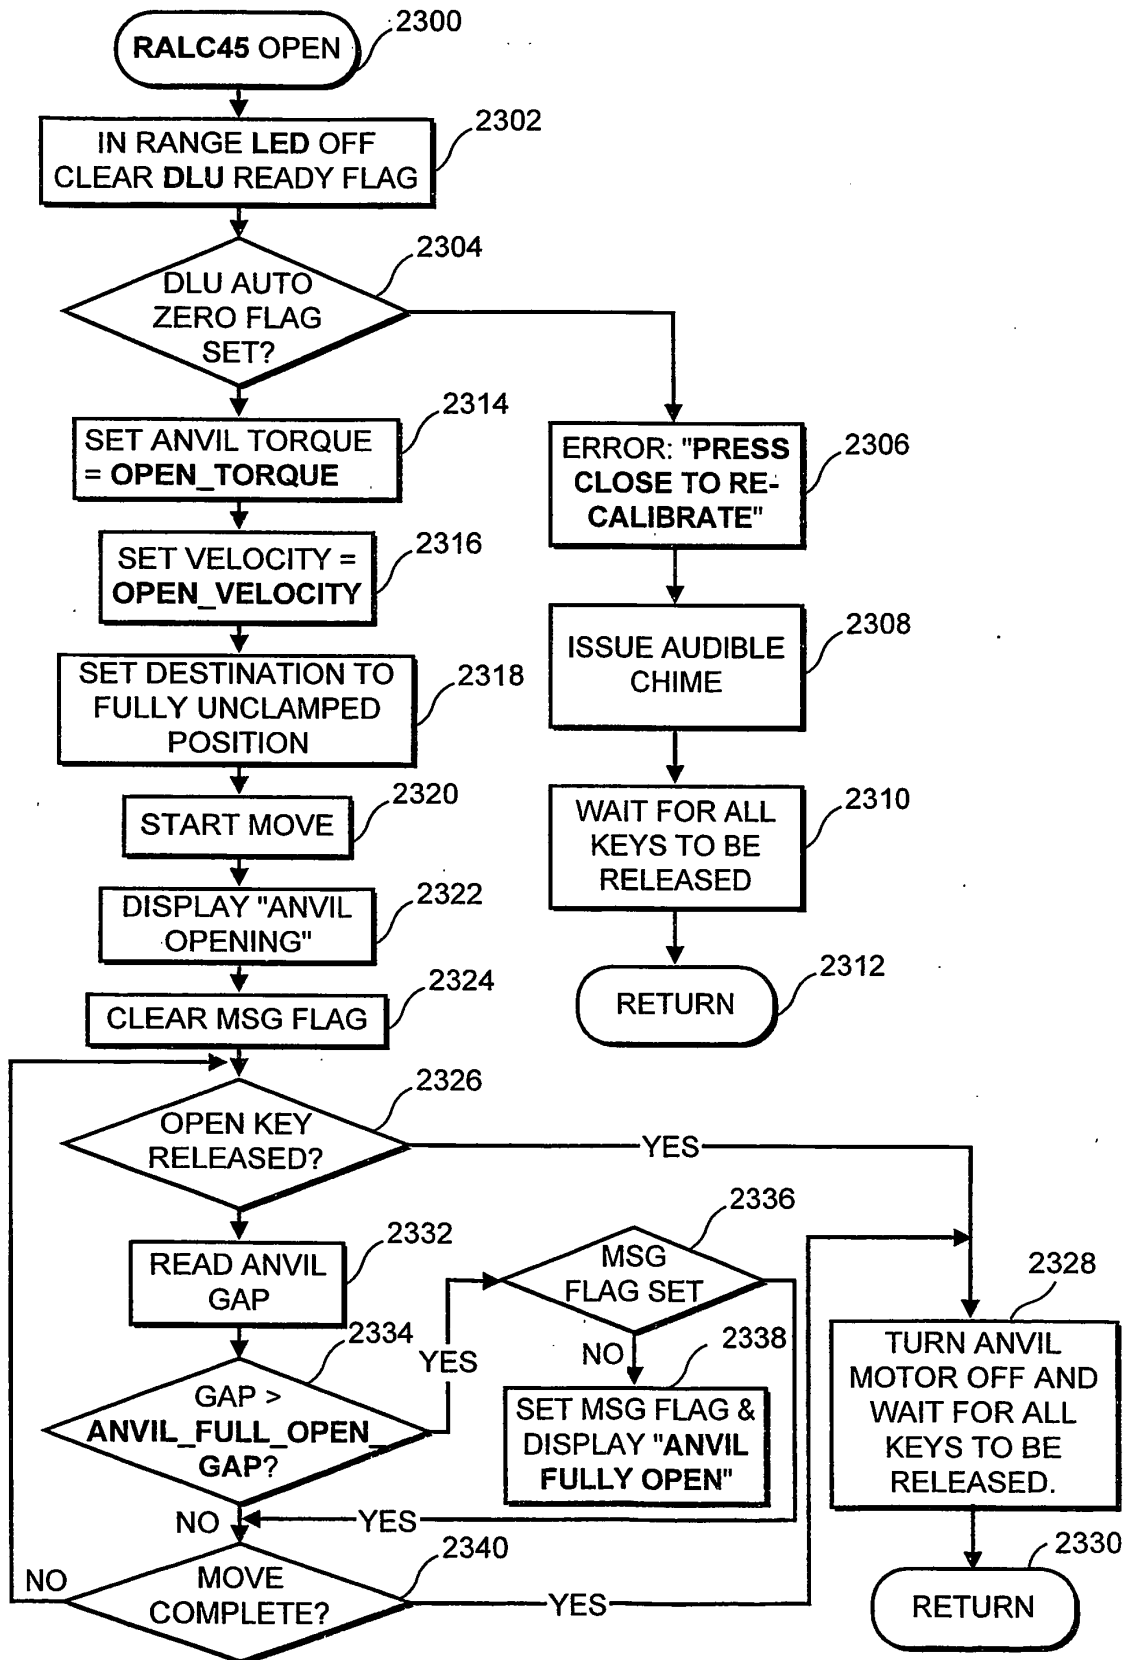 RALC45 OPEN
2300
IN RANGE LED OFF
CLEAR DLU READY FLAG
2302
DLU AUTO
ZERO FLAG
SET?
2304
SET ANVIL TORQUE
= OPEN_TORQUE
2314
ERROR: "PRESS
CLOSE TO RE-
CALIBRATE"
2306
SET VELOCITY =
OPEN_VELOCITY
2316
ISSUE AUDIBLE
CHIME
2308
SET DESTINATION TO
FULLY UNCLAMPED
POSITION
2318
START MOVE
2320
WAIT FOR ALL
KEYS TO BE
RELEASED
2310
DISPLAY "ANVIL
OPENING"
2322
RETURN
2312
CLEAR MSG FLAG
2324
OPEN KEY
RELEASED?
2326
YES
READ ANVIL
GAP
2332
MSG
FLAG SET
2336
GAP >
ANVIL_FULL_OPEN_
GAP?
2334
YES
NO
SET MSG FLAG &
DISPLAY "ANVIL
FULLY OPEN"
2338
TURN ANVIL
MOTOR OFF AND
WAIT FOR ALL
KEYS TO BE
RELEASED.
2328
NO
YES
MOVE
COMPLETE?
2340
NO
YES
RETURN
2330